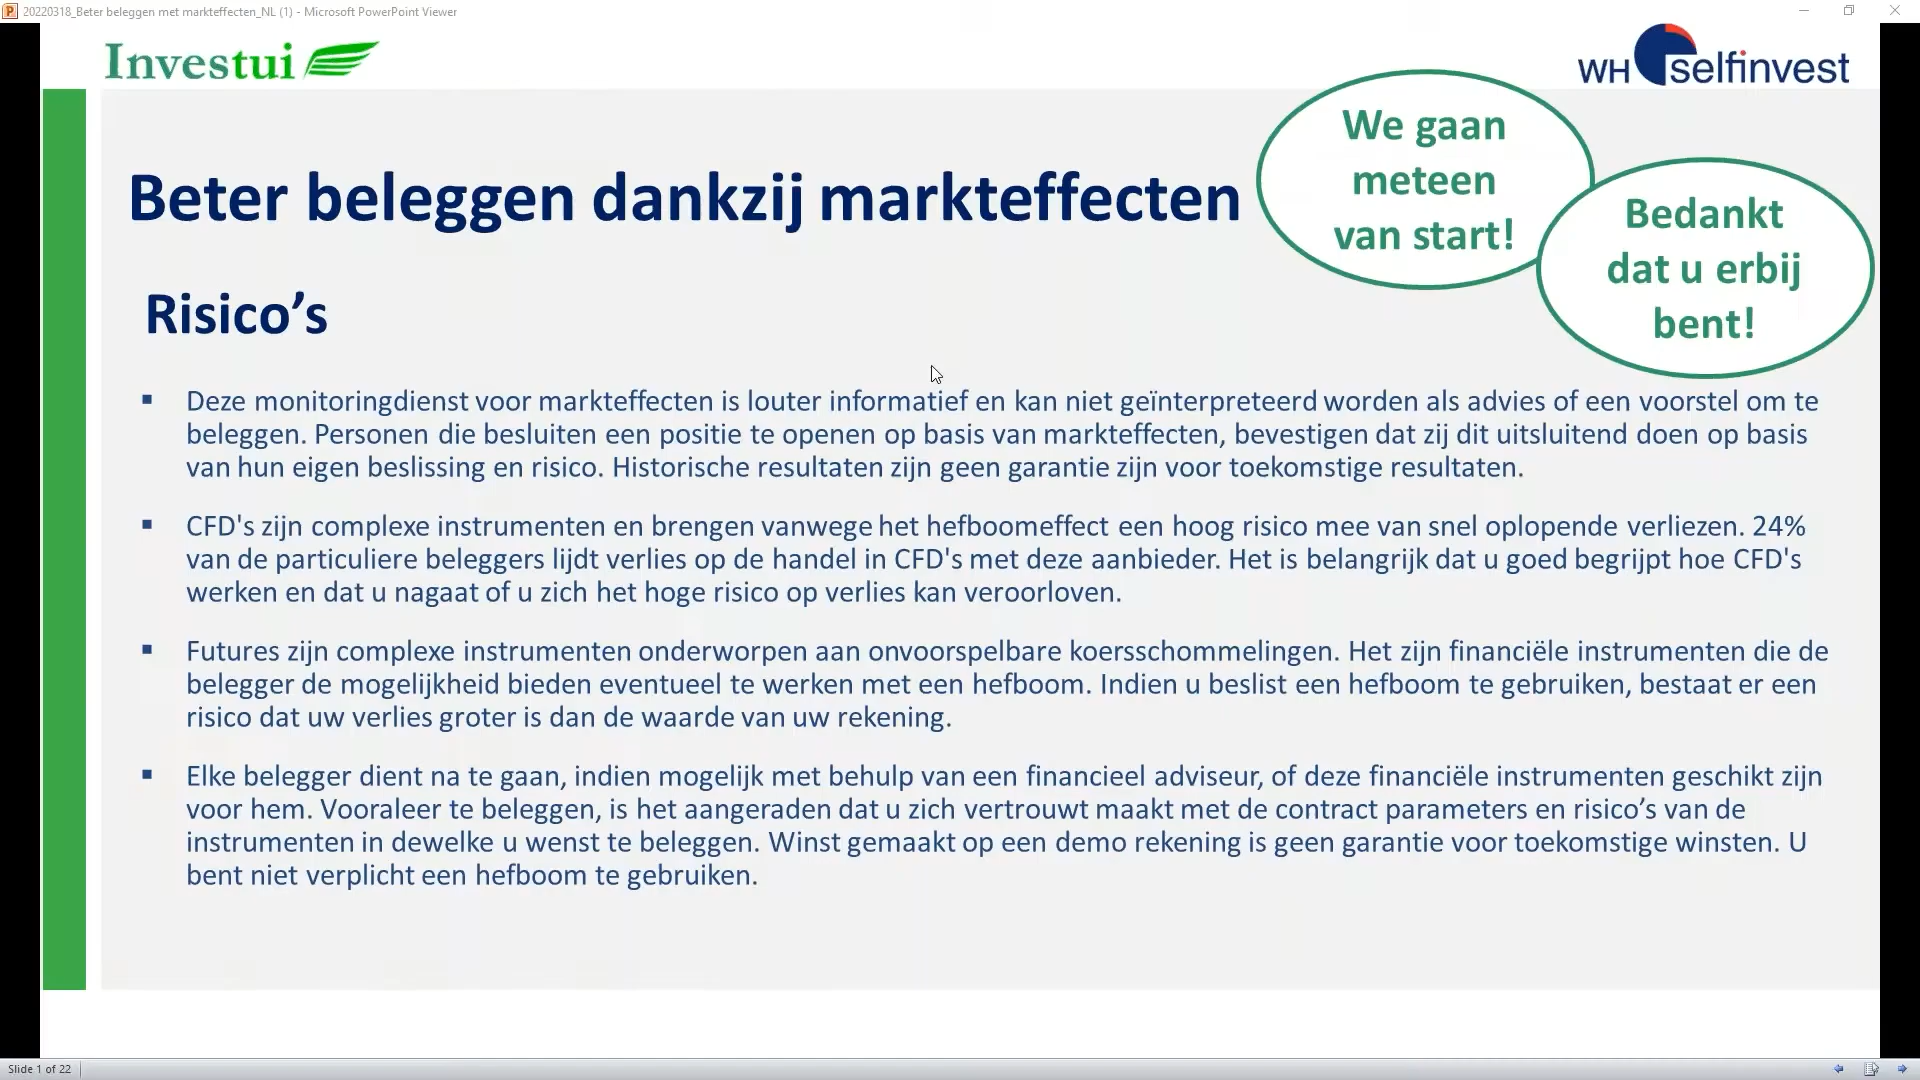 20220318_Beter beleggen met markteffecten_NL (1) - Microsoft PowerPoint Viewer
Investui
WH selfinvest
We gaan
meteen
van start!
Bedankt
dat u erbij
bent!
Beter beleggen dankzij markteffecten
Risico’s
▪ Deze monitoringdienst voor markteffecten is louter informatief en kan niet geïnterpreteerd worden als advies of een voorstel om te
beleggen. Personen die besluiten een positie te openen op basis van markteffecten, bevestigen dat zij dit uitsluitend doen op basis
van hun eigen beslissing en risico. Historische resultaten zijn geen garantie zijn voor toekomstige resultaten.
▪ CFD's zijn complexe instrumenten en brengen vanwege het hefboomeffect een hoog risico mee van snel oplopende verliezen. 24%
van de particuliere beleggers lijdt verlies op de handel in CFD's met deze aanbieder. Het is belangrijk dat u goed begrijpt hoe CFD's
werken en dat u nagaat of u zich het hoge risico op verlies kan veroorloven.
▪ Futures zijn complexe instrumenten onderworpen aan onvoorspelbare koersschommelingen. Het zijn financiële instrumenten die de
belegger de mogelijkheid bieden eventueel te werken met een hefboom. Indien u beslist een hefboom te gebruiken, bestaat er een
risico dat uw verlies groter is dan de waarde van uw rekening.
▪ Elke belegger dient na te gaan, indien mogelijk met behulp van een financieel adviseur, of deze financiële instrumenten geschikt zijn
voor hem. Vooraleer te beleggen, is het aangeraden dat u zich vertrouwt maakt met de contract parameters en risico’s van de
instrumenten in dewelke u wenst te beleggen. Winst gemaakt op een demo rekening is geen garantie voor toekomstige winsten. U
bent niet verplicht een hefboom te gebruiken.
Slide 1 of 22